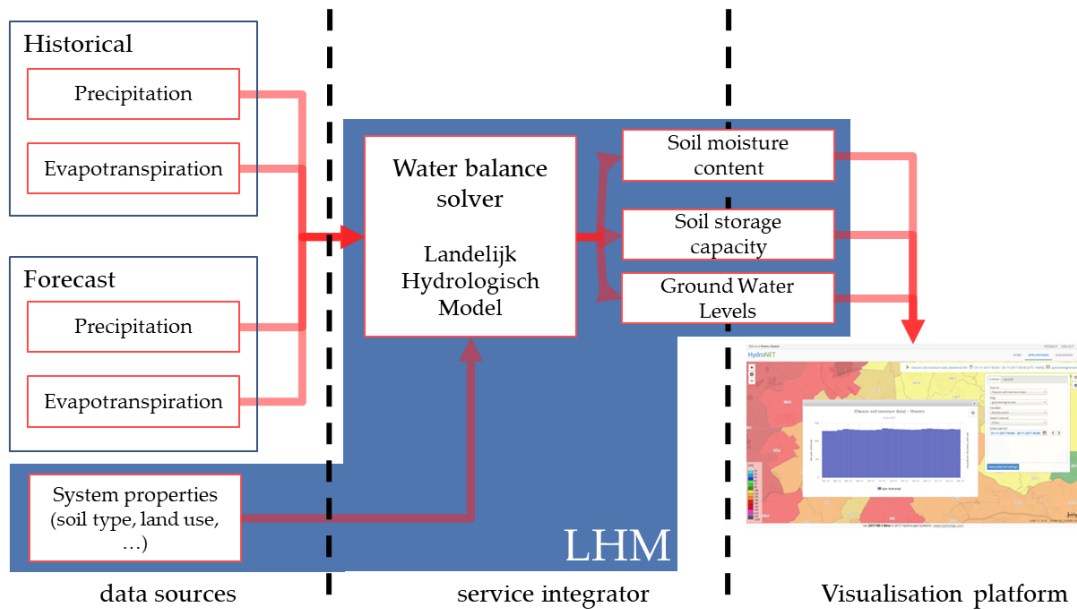 Historical
Precipitation
Evapotranspiration
Forecast
Precipitation
Evapotranspiration
System properties
(soil type, land use,
…)
Water balance
solver
Landelijk
Hydrologisch
Model
Soil moisture
content
Soil storage
capacity
Ground Water
Levels
HydroNET
LHM
data sources
service integrator
Visualisation platform